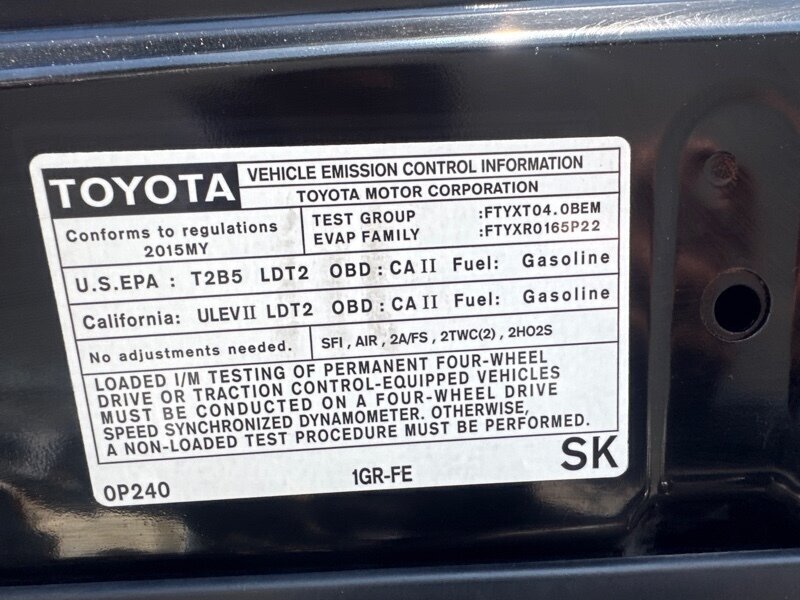 TOYOTA
VEHICLE EMISSION CONTROL INFORMATION
TOYOTA MOTOR CORPORATION
Conforms to regulations
2015MY
TEST GROUP :FTYXT04.0BEM
EVAP FAMILY :FTYXR0165P22
U.S.EPA : T2B5 LDT2 OBD : CA II Fuel: Gasoline
California: ULEVII LDT2 OBD : CA II Fuel: Gasoline
No adjustments needed.
SFI , AIR , 2A/FS , 2TWC(2) , 2HO2S
LOADED I/M TESTING OF PERMANENT FOUR-WHEEL
DRIVE OR TRACTION CONTROL-EQUIPPED VEHICLES
MUST BE CONDUCTED ON A FOUR-WHEEL DRIVE
SPEED SYNCHRONIZED DYNAMOMETER. OTHERWISE,
A NON-LOADED TEST PROCEDURE MUST BE PERFORMED.
0P240 1GR-FE SK